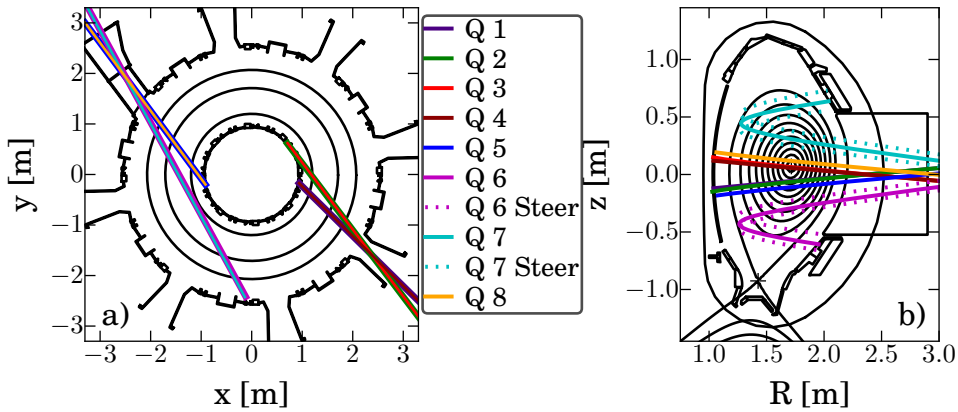 3
2
1
0
−1
−2
−3
y [m]
−3 −2 −1 0 1 2 3
x [m]
a)
Q 1
Q 2
Q 3
Q 4
Q 5
Q 6
Q 6 Steer
Q 7
Q 7 Steer
Q 8
1.0
0.5
0.0
−0.5
−1.0
z [m]
1.0 1.5 2.0 2.5 3.0
R [m]
b)